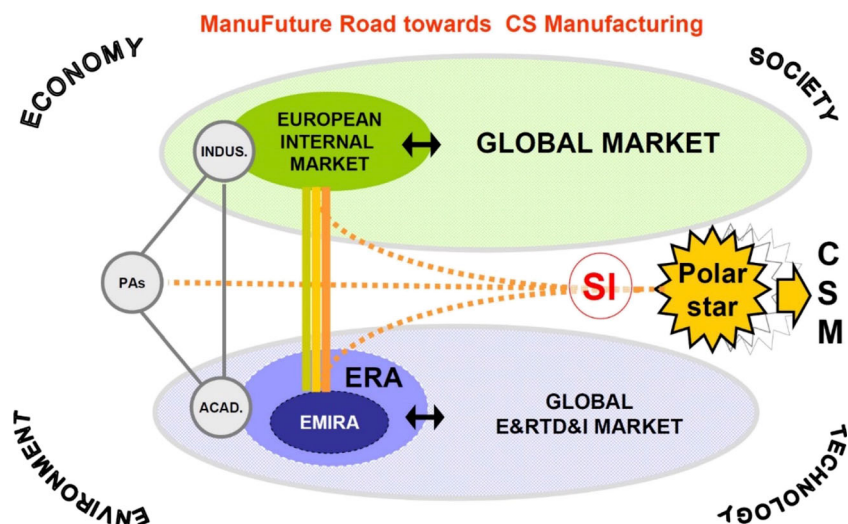 ManuFuture Road towards CS Manufacturing
ECONOMY
SOCIETY
EUROPEAN
INTERNAL
MARKET
INDUS.
GLOBAL MARKET
PAs
SI
Polar
star
C
S
M
ERA
ACAD.
EMIRA
GLOBAL
E&RTD&I MARKET
ENVIRONMENT
TECHNOLOGY